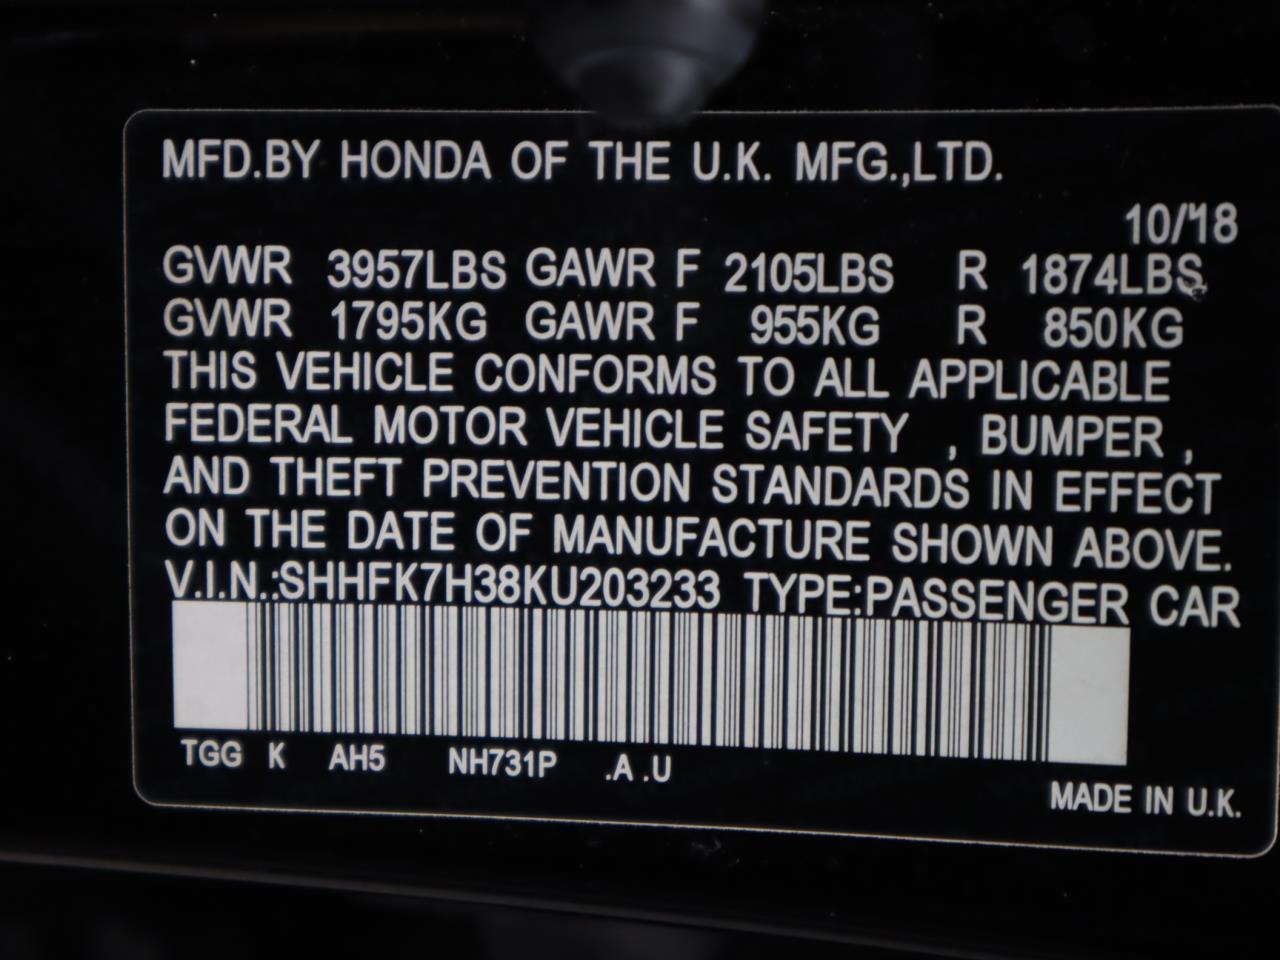 MFD.BY HONDA OF THE U.K. MFG.,LTD.
10/'18
GVWR 3957LBS GAWR F 2105LBS R 1874LBS
GVWR 1795KG GAWR F 955KG R 850KG
THIS VEHICLE CONFORMS TO ALL APPLICABLE
FEDERAL MOTOR VEHICLE SAFETY , BUMPER ,
AND THEFT PREVENTION STANDARDS IN EFFECT
ON THE DATE OF MANUFACTURE SHOWN ABOVE.
V.I.N.:SHHFK7H38KU203233 TYPE:PASSENGER CAR
TGG K AH5 NH731P .A .U
MADE IN U.K.